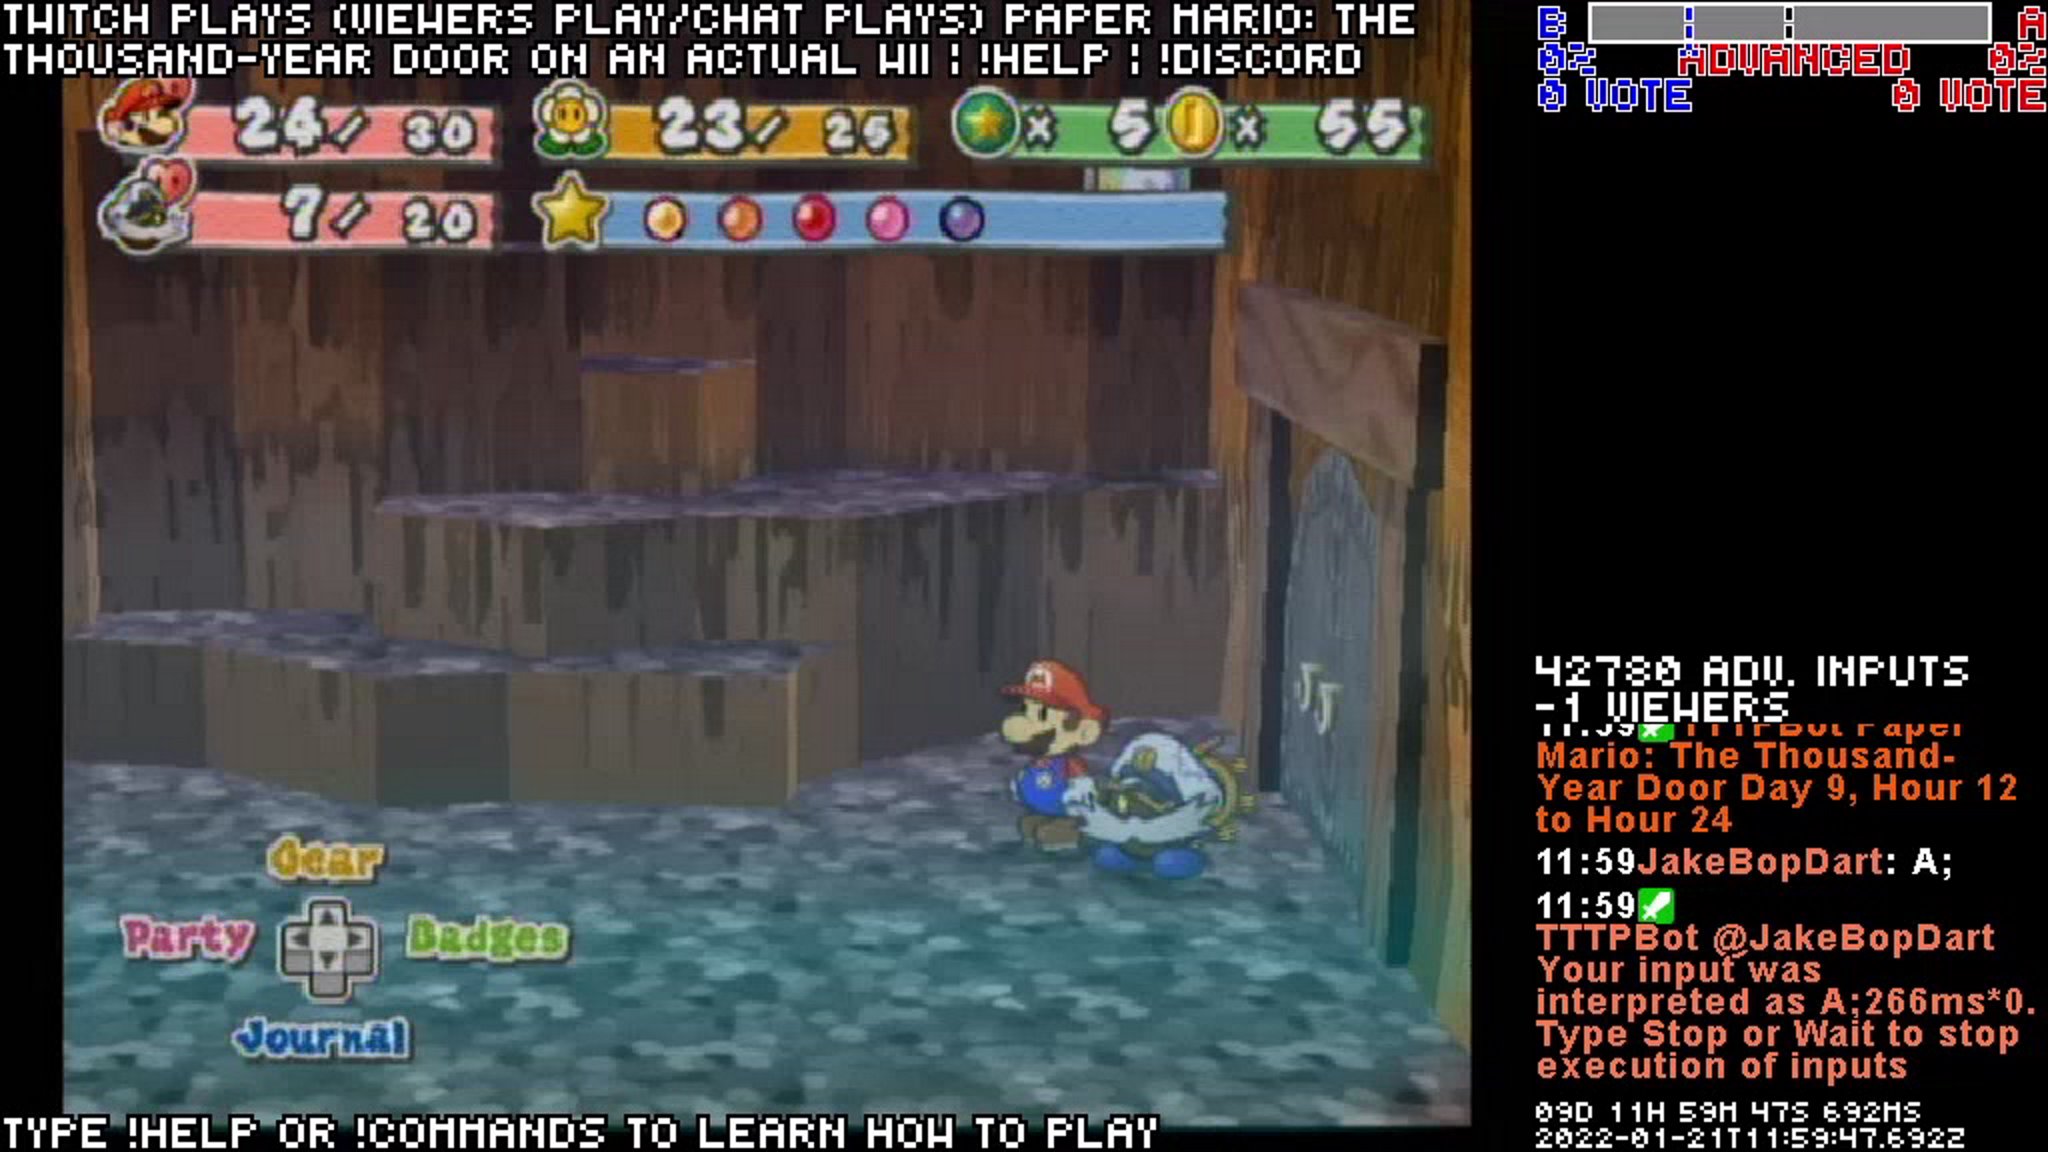 TWITCH PLAYS (VIEWERS PLAY/CHAT PLAYS) PAPER MARIO: THE
THOUSAND-YEAR DOOR ON AN ACTUAL WII | !HELP | !DISCORD
B A
0% ADVANCED 0%
0 VOTE 0 VOTE
24/ 30 23/ 25 x 5 x 55
7/ 20
Gear
Party Badges
Journal
42780 ADV. INPUTS
-1 VIEWERS
11:59 TTTPBot Paper
Mario: The Thousand-
Year Door Day 9, Hour 12
to Hour 24
11:59JakeBopDart: A;
11:59
TTTPBot @JakeBopDart
Your input was
interpreted as A;266ms*0.
Type Stop or Wait to stop
execution of inputs
09D 11H 59M 47S 692MS
2022-01-21T11:59:47.692Z
TYPE !HELP OR !COMMANDS TO LEARN HOW TO PLAY